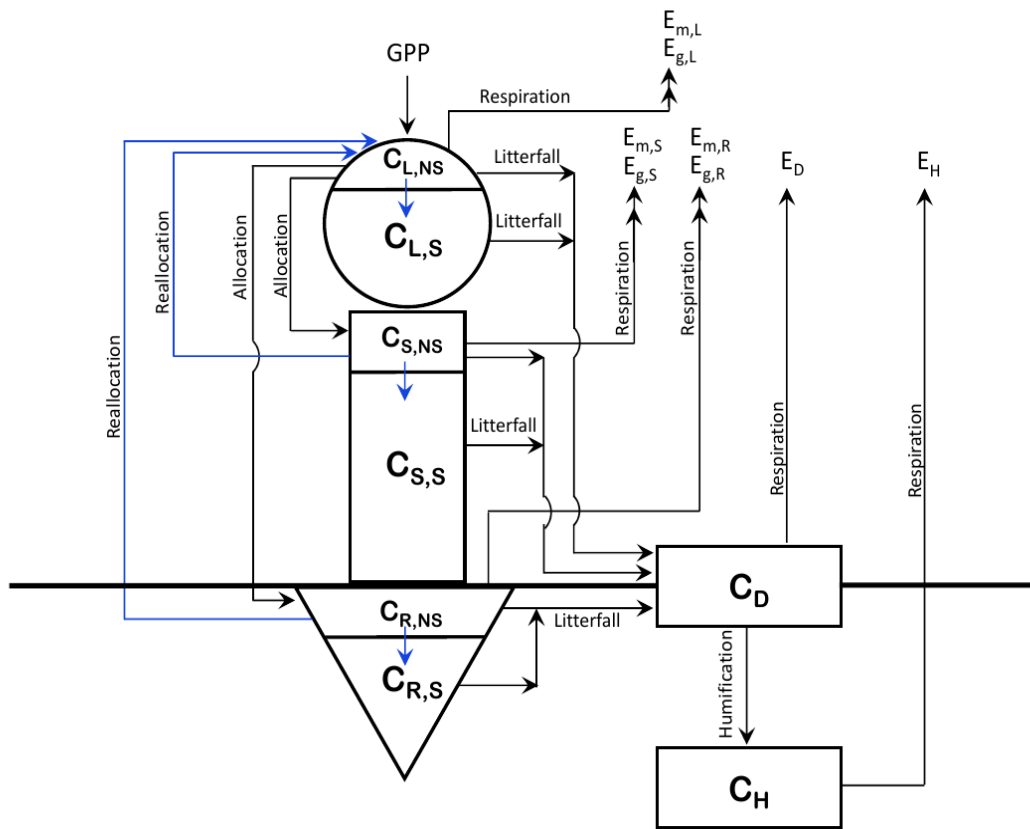 E_m,L
E_g,L
GPP
Respiration
E_m,S
E_g,S
E_m,R
E_g,R
E_D
E_H
C_L,NS
Litterfall
C_L,S
Litterfall
Reallocation
Allocation
Allocation
Reallocation
Respiration
Respiration
C_S,NS
Litterfall
C_S,S
Respiration
Respiration
C_D
C_R,NS
Litterfall
C_R,S
Humification
C_H